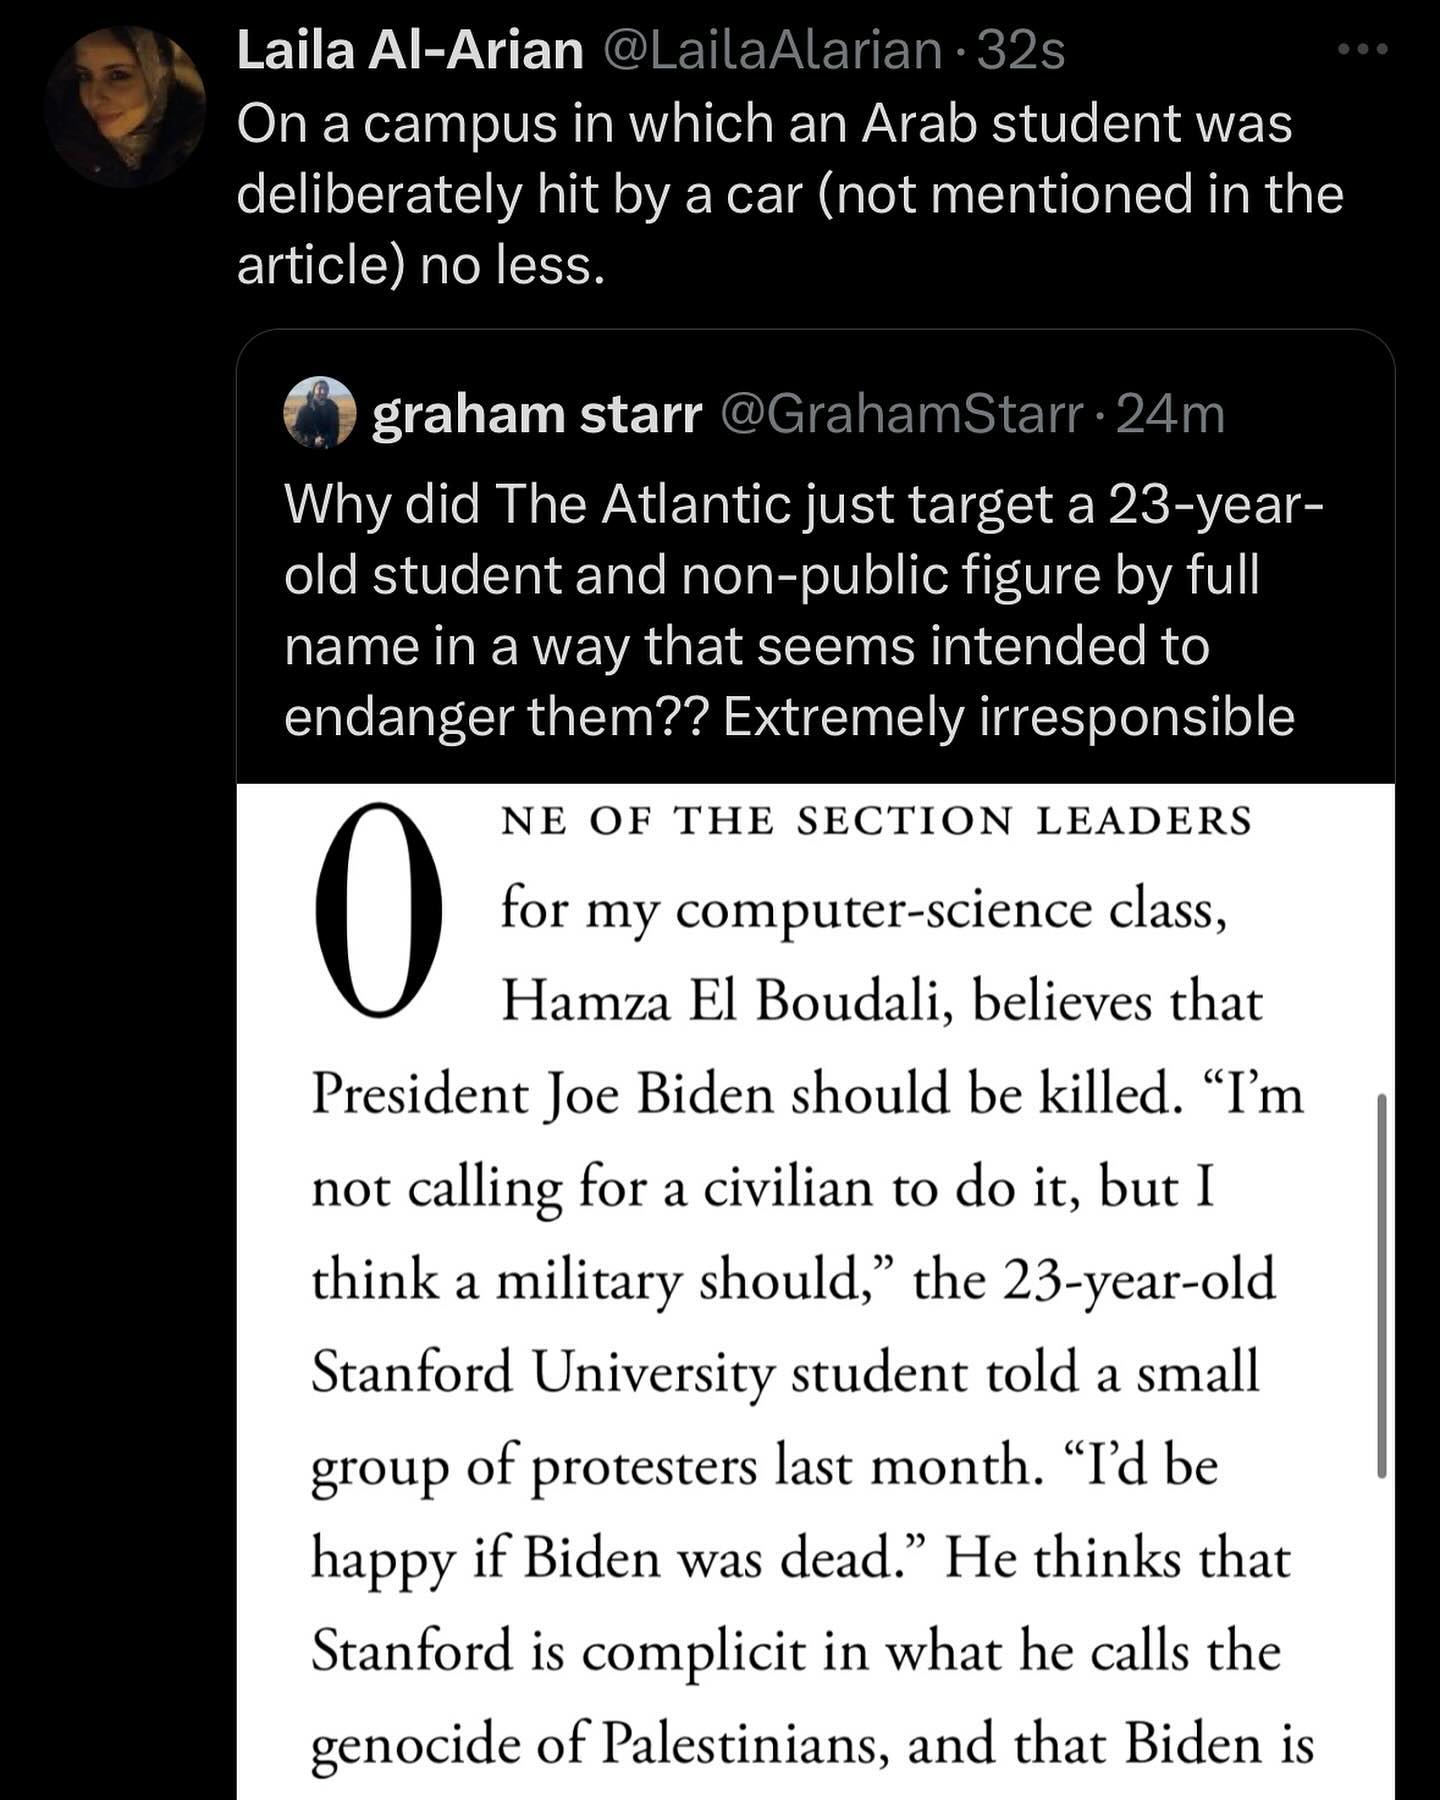 Laila Al-Arian @LailaAlarian · 32s
On a campus in which an Arab student was
deliberately hit by a car (not mentioned in the
article) no less.
graham starr @GrahamStarr · 24m
Why did The Atlantic just target a 23-year-
old student and non-public figure by full
name in a way that seems intended to
endanger them?? Extremely irresponsible
ONE OF THE SECTION LEADERS
for my computer-science class,
Hamza El Boudali, believes that
President Joe Biden should be killed. “I’m
not calling for a civilian to do it, but I
think a military should,” the 23-year-old
Stanford University student told a small
group of protesters last month. “I’d be
happy if Biden was dead.” He thinks that
Stanford is complicit in what he calls the
genocide of Palestinians, and that Biden is